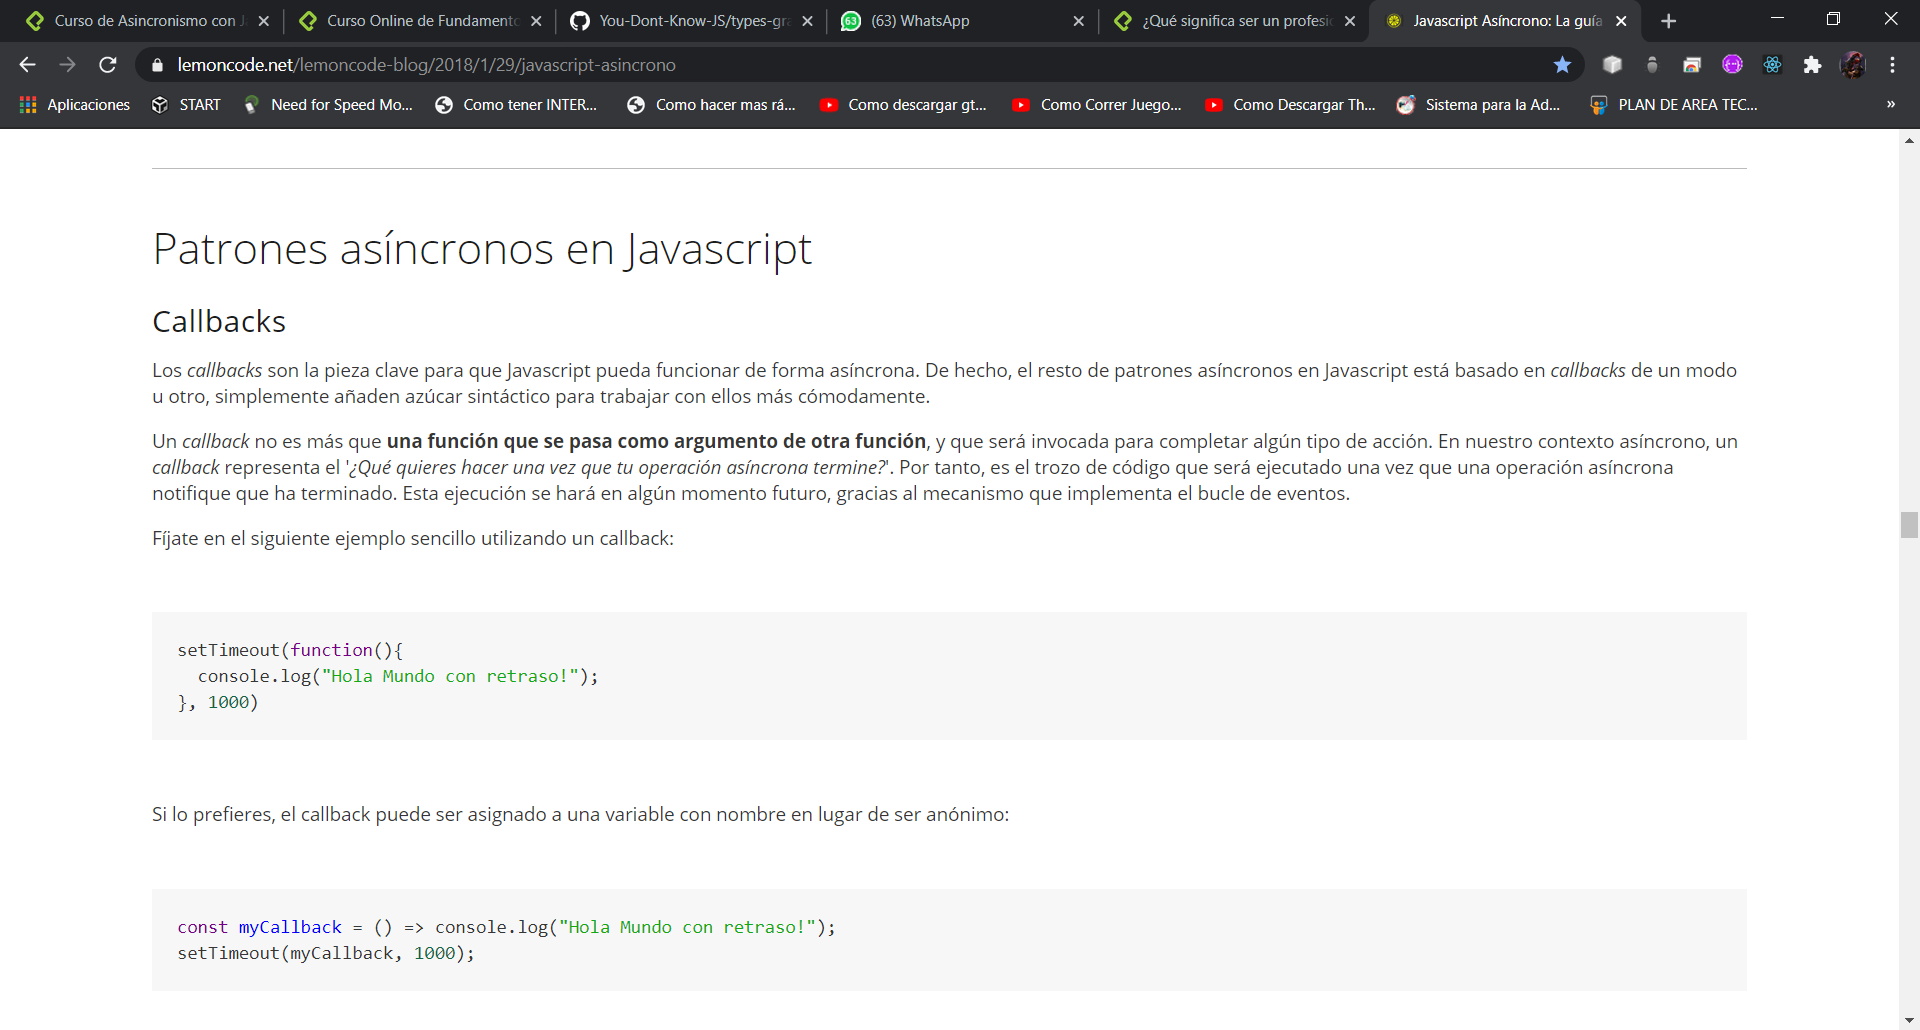 Curso de Asincronismo con J
Curso Online de Fundamento
You-Dont-Know-JS/types-gra
63
(63) WhatsApp
¿Qué significa ser un profesi
Javascript Asíncrono: La guía
lemoncode.net/lemoncode-blog/2018/1/29/javascript-asincrono
Aplicaciones
START
Need for Speed Mo...
Como tener INTER...
Como hacer mas rá...
Como descargar gt...
Como Correr Juego...
Como Descargar Th...
Sistema para la Ad...
PLAN DE AREA TEC...
»
Patrones asíncronos en Javascript
Callbacks
Los callbacks son la pieza clave para que Javascript pueda funcionar de forma asíncrona. De hecho, el resto de patrones asíncronos en Javascript está basado en callbacks de un modo
u otro, simplemente añaden azúcar sintáctico para trabajar con ellos más cómodamente.
Un callback no es más que una función que se pasa como argumento de otra función, y que será invocada para completar algún tipo de acción. En nuestro contexto asíncrono, un
callback representa el '¿Qué quieres hacer una vez que tu operación asíncrona termine?'. Por tanto, es el trozo de código que será ejecutado una vez que una operación asíncrona
notifique que ha terminado. Esta ejecución se hará en algún momento futuro, gracias al mecanismo que implementa el bucle de eventos.
Fíjate en el siguiente ejemplo sencillo utilizando un callback:
setTimeout(function(){
  console.log("Hola Mundo con retraso!");
}, 1000)
Si lo prefieres, el callback puede ser asignado a una variable con nombre en lugar de ser anónimo:
const myCallback = () => console.log("Hola Mundo con retraso!");
setTimeout(myCallback, 1000);